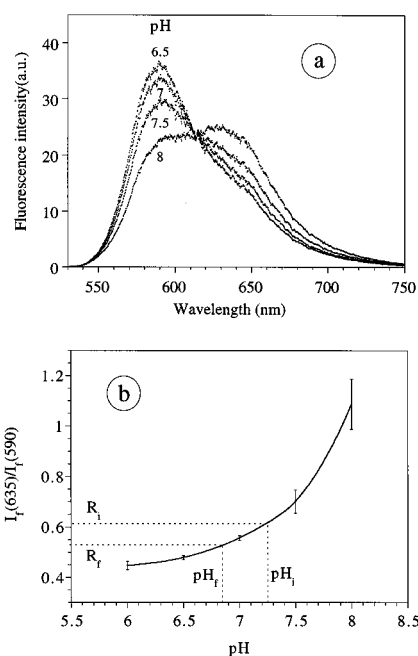 pH
a
6.5
7
7.5
8
40
30
20
10
0
Fluorescence intensity(a.u.)
550
600
650
700
750
Wavelength (nm)
b
1.2
1
0.8
0.6
0.4
I_f(635)/I_f(590)
R_i
R_f
pH_f
pH_i
5.5
6
6.5
7
7.5
8
8.5
pH